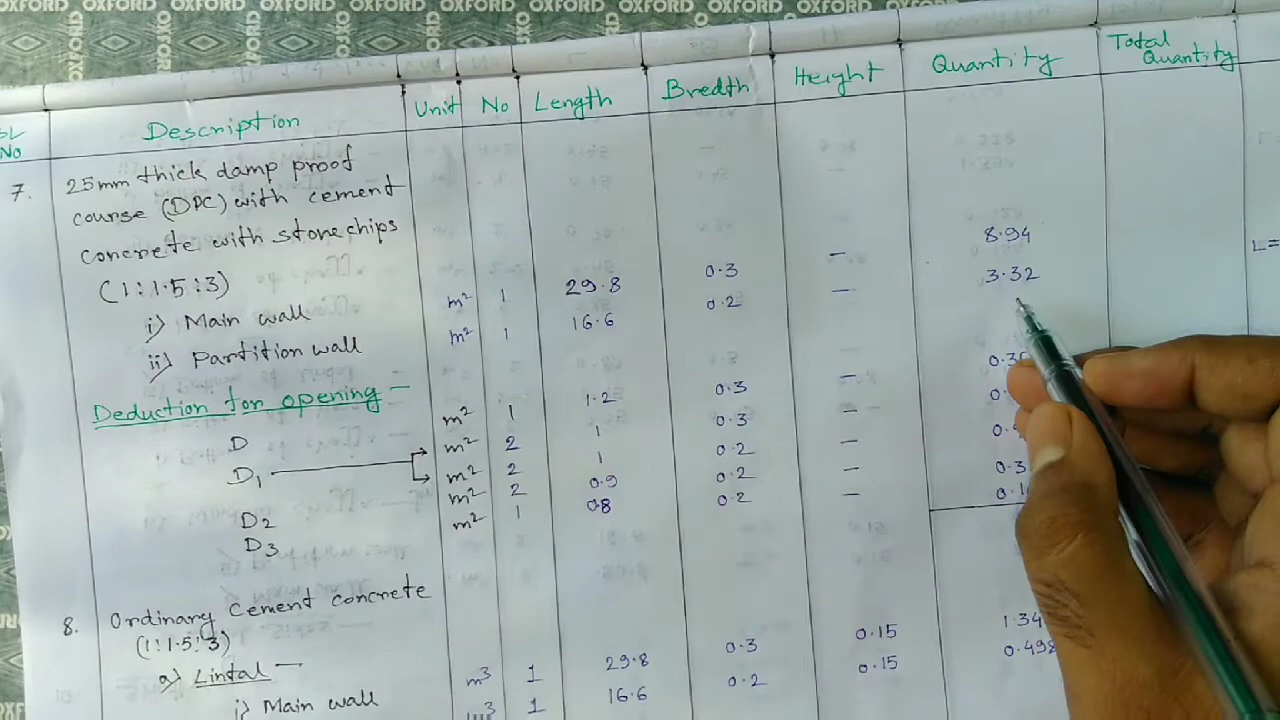 OXFORD OXFORD OXFORD OXFORD OXFORD OXFORD OXFORD OXFORD
No Description Unit No Length Bredth Height Quantity Total Quantity
7. 25mm thick damp proof
course (DPC) with cement
concrete with stone chips
(1:1.5:3)
i) Main wall m² 1 29.8 0.3 — 8.94
L=
ii) Partition wall m² 1 16.6 0.2 — 3.32
Deduction for opening —
D m² 1 1.2 0.3 —
D1 m² 2 1 0.3 —
m² 2 1 0.2 —
D2 m² 2 0.9 0.2 —
D3 m² 1 0.8 0.2 —
8. Ordinary Cement concrete
(1:1.5:3)
a) Lintal —
i) Main wall m³ 1 29.8 0.3 0.15 1.34
m³ 1 16.6 0.2 0.15 0.498